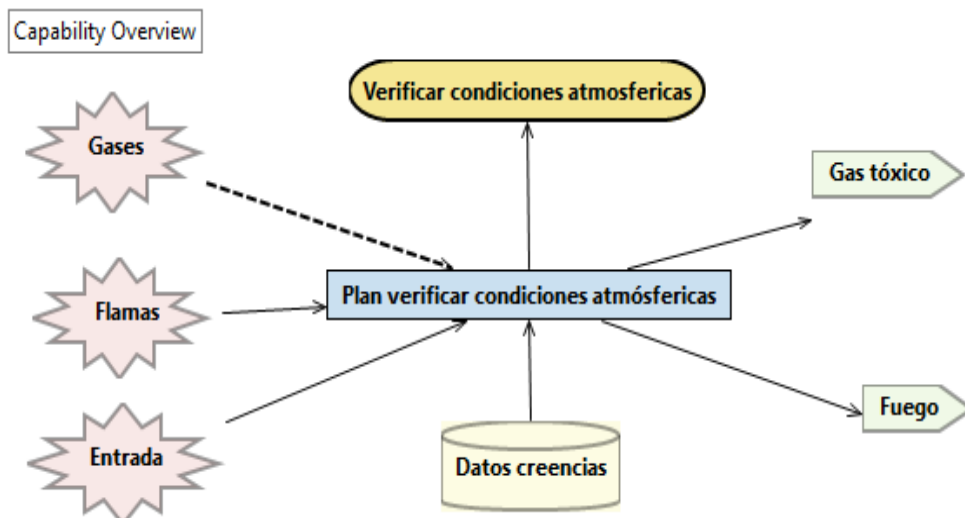 Capability Overview
Verificar condiciones atmosfericas
Gases
Gas tóxico
Plan verificar condiciones atmósfericas
Flamas
Fuego
Entrada
Datos creencias